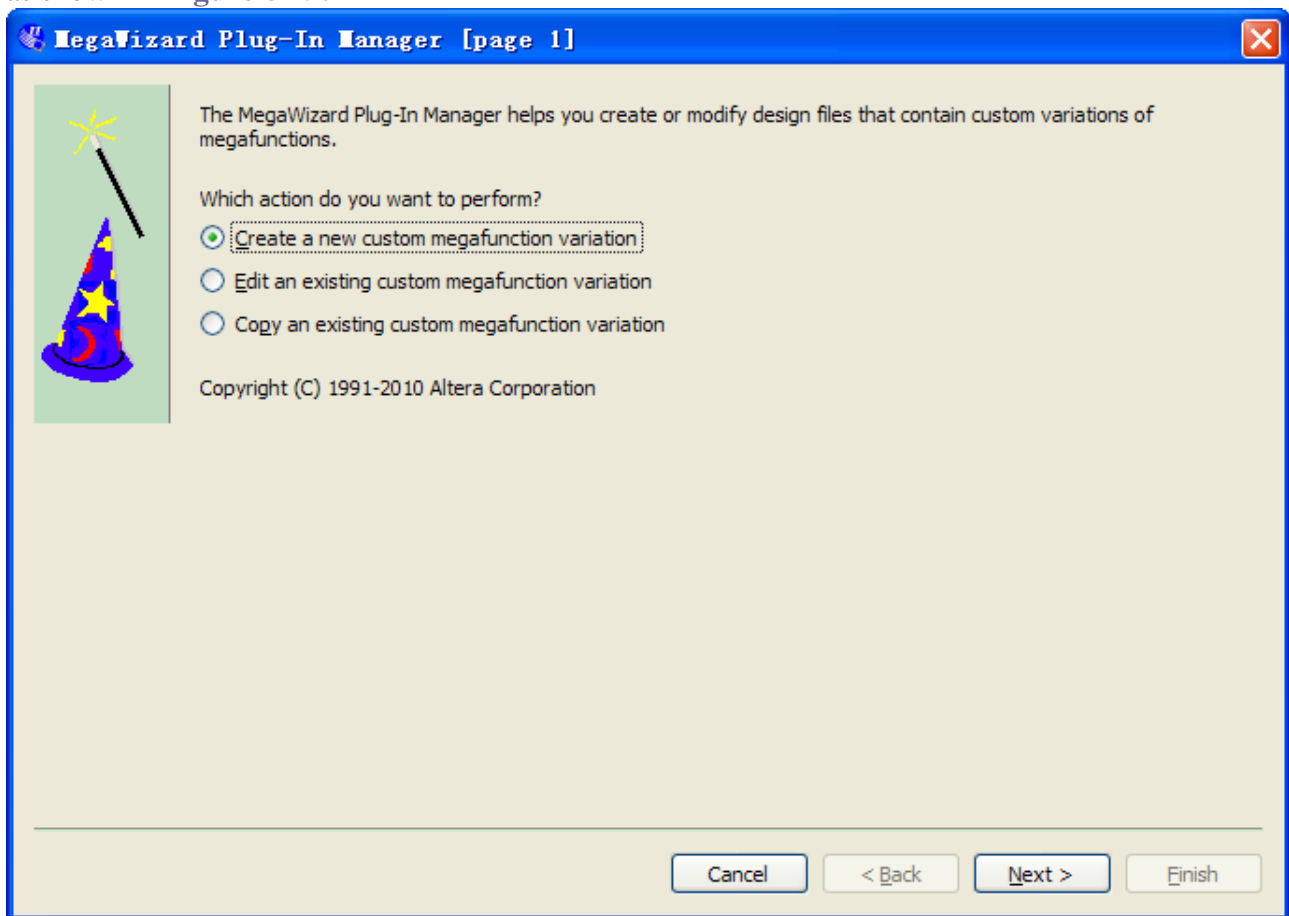 MegaWizard Plug-In Manager [page 1]
The MegaWizard Plug-In Manager helps you create or modify design files that contain custom variations of
megafunctions.
Which action do you want to perform?
Create a new custom megafunction variation
Edit an existing custom megafunction variation
Copy an existing custom megafunction variation
Copyright (C) 1991-2010 Altera Corporation
Cancel < Back Next > Finish